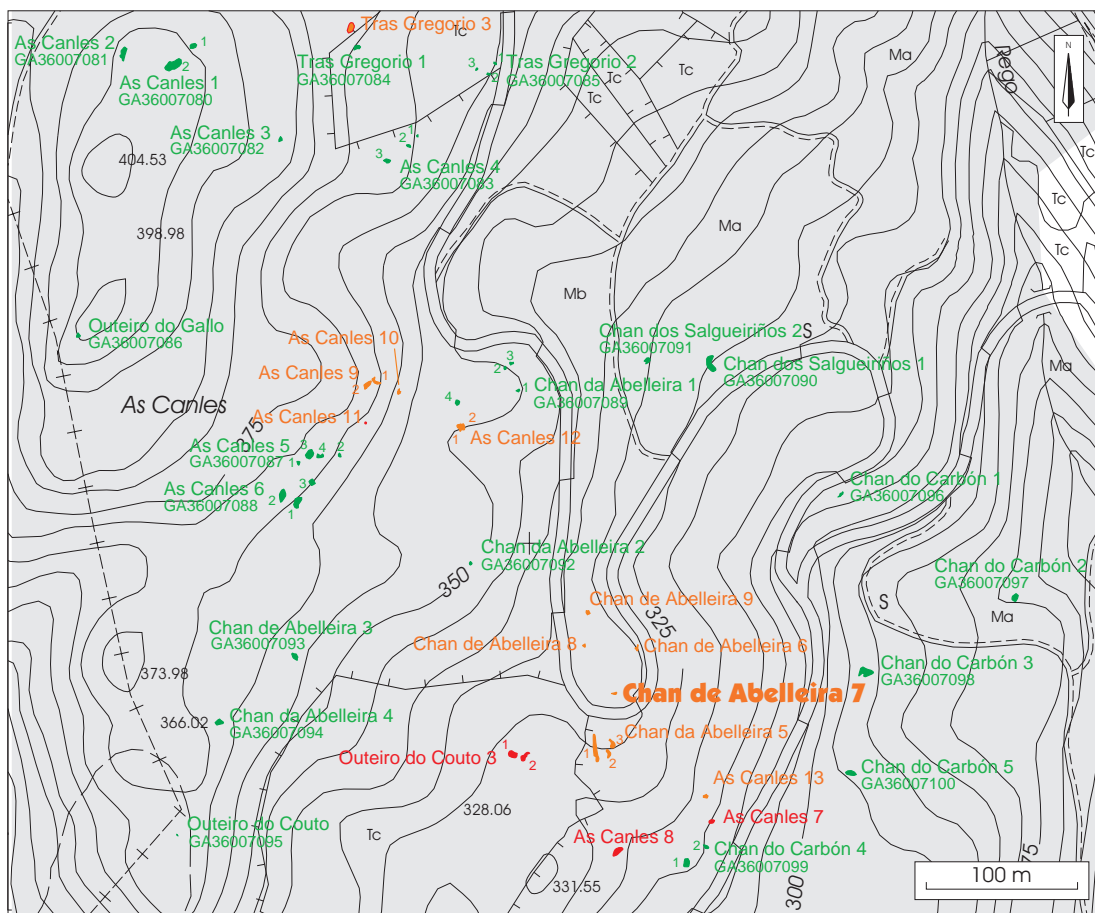 Tras Gregorio 3
Tc
As Canles 2
GA36007081
1
2
As Canles 1
GA36007080
Tras Gregorio 1
GA36007084
3
2
1
Tras Gregorio 2
GA36007085
Tc
Tc
Tc
Ma
rego
N
As Canles 3
GA36007082
404.53
1
2
3
As Canles 4
GA36007083
Tc
Tc
Tc
398.98
Ma
Mb
Outeiro do Gallo
GA36007086
As Canles 10
As Canles 9
2
1
As Canles
As Canles 11
375
3
2
1
4
Chan da Abelleira 1
GA36007089
Chan dos Salgueiriños 2
GA36007091
S
Chan dos Salgueiriños 1
GA36007090
Ma
2
1
As Canles 12
As Canles 5
GA36007087
3
4
2
1
As Canles 6
GA36007088
3
2
1
Chan do Carbón 1
GA36007096
Chan da Abelleira 2
GA36007092
350
Chan do Carbón 2
GA36007097
S
Ma
Chan de Abelleira 9
325
Chan de Abelleira 8
Chan de Abelleira 6
Chan de Abelleira 3
GA36007093
373.98
Chan do Carbón 3
GA36007098
Chan de Abelleira 7
366.02
Chan da Abelleira 4
GA36007094
Chan da Abelleira 5
3
1
2
Outeiro do Couto 3
1
2
Chan do Carbón 5
GA36007100
As Canles 13
328.06
As Canles 7
Outeiro do Couto
GA36007095
Tc
As Canles 8
2
1
Chan do Carbón 4
GA36007099
331.55
300
75
100 m